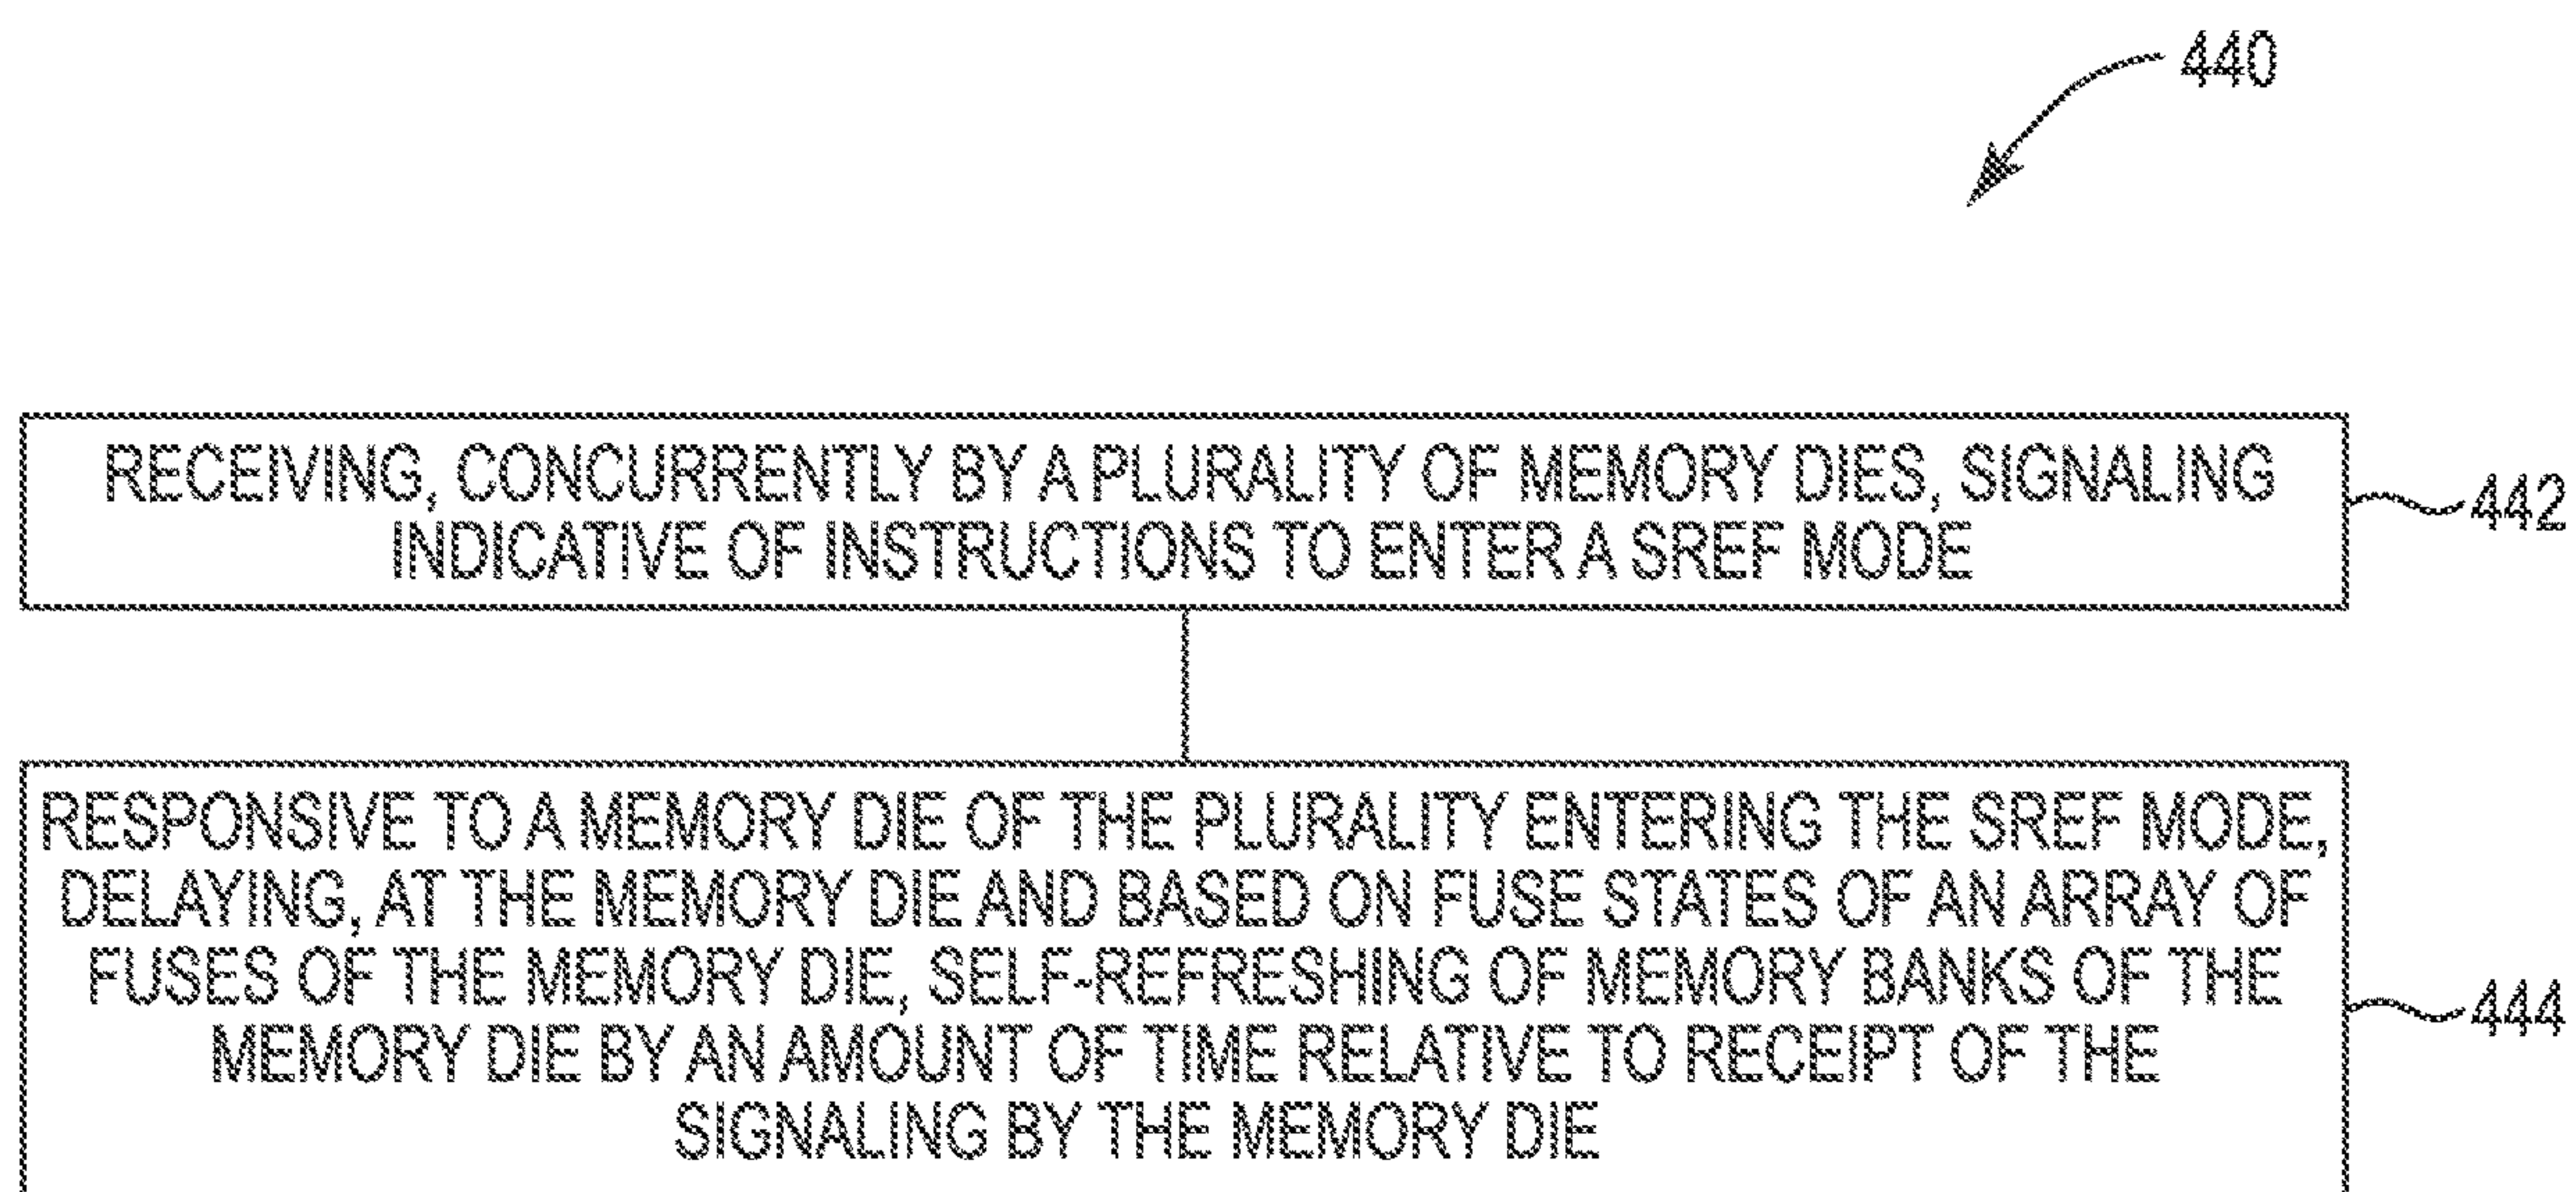 440
RECEIVING, CONCURRENTLY BY A PLURALITY OF MEMORY DIES, SIGNALING
INDICATIVE OF INSTRUCTIONS TO ENTER A SREF MODE
442
RESPONSIVE TO A MEMORY DIE OF THE PLURALITY ENTERING THE SREF MODE,
DELAYING, AT THE MEMORY DIE AND BASED ON FUSE STATES OF AN ARRAY OF
FUSES OF THE MEMORY DIE, SELF-REFRESHING OF MEMORY BANKS OF THE
MEMORY DIE BY AN AMOUNT OF TIME RELATIVE TO RECEIPT OF THE
SIGNALING BY THE MEMORY DIE
444